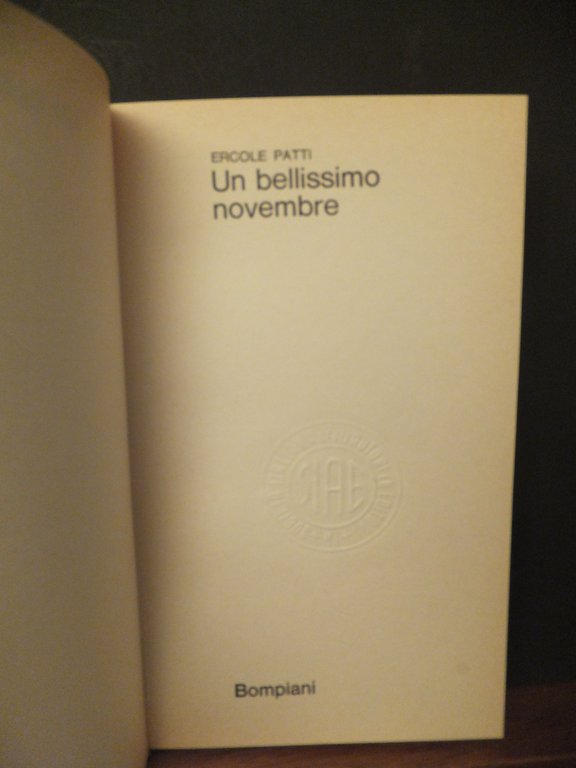 ERCOLE PATTI
Un bellissimo
novembre
SIAE
Bompiani